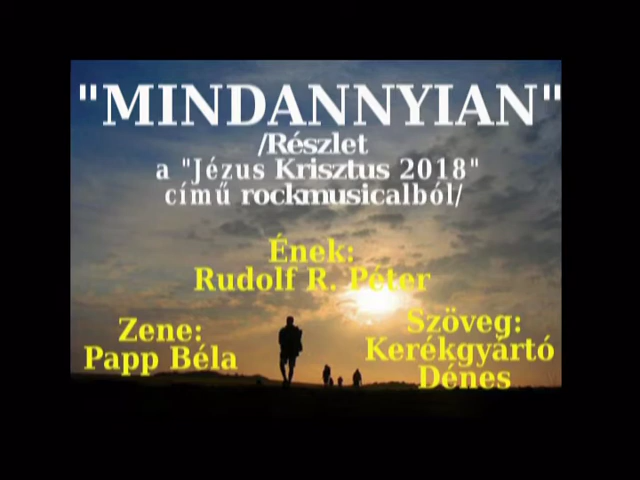 "MINDANNYIAN"
/Részlet
a "Jézus Krisztus 2018"
című rockmusicalból/
Ének:
Rudolf R. Péter
Zene:
Papp Béla
Szöveg:
Kerékgyártó
Dénes